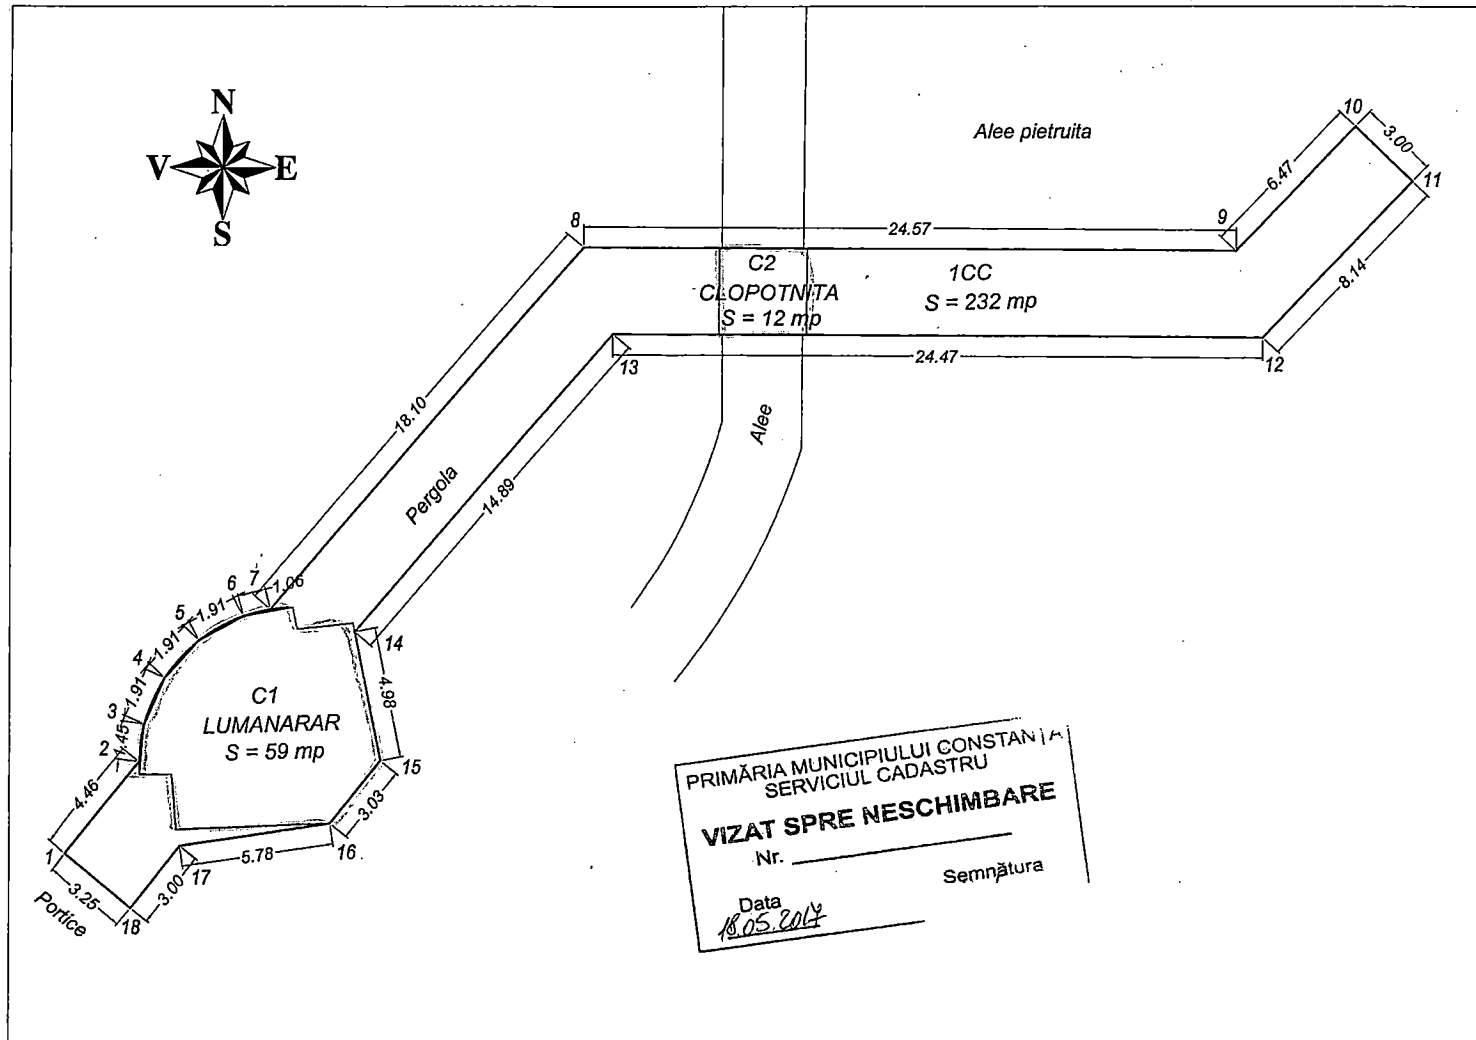 N
V E
S
Alee pietruita
10
3.00
11
6.47
9
8
24.57
8.14
C2
CLOPOTNITA
S = 12 mp
1CC
S = 232 mp
24.47
12
13
18.10
Alee
Pergola
14.89
7
1.06
6
1.91
5
1.91
4
1.91
3
1.45
2
14
4.98
C1
LUMANARAR
S = 59 mp
15
3.03
16
4.46
1
5.78
17
3.00
3.25
18
Portice
PRIMĂRIA MUNICIPIULUI CONSTANȚA
SERVICIUL CADASTRU
VIZAT SPRE NESCHIMBARE
Nr.
Semnătura
Data
18.05.2017